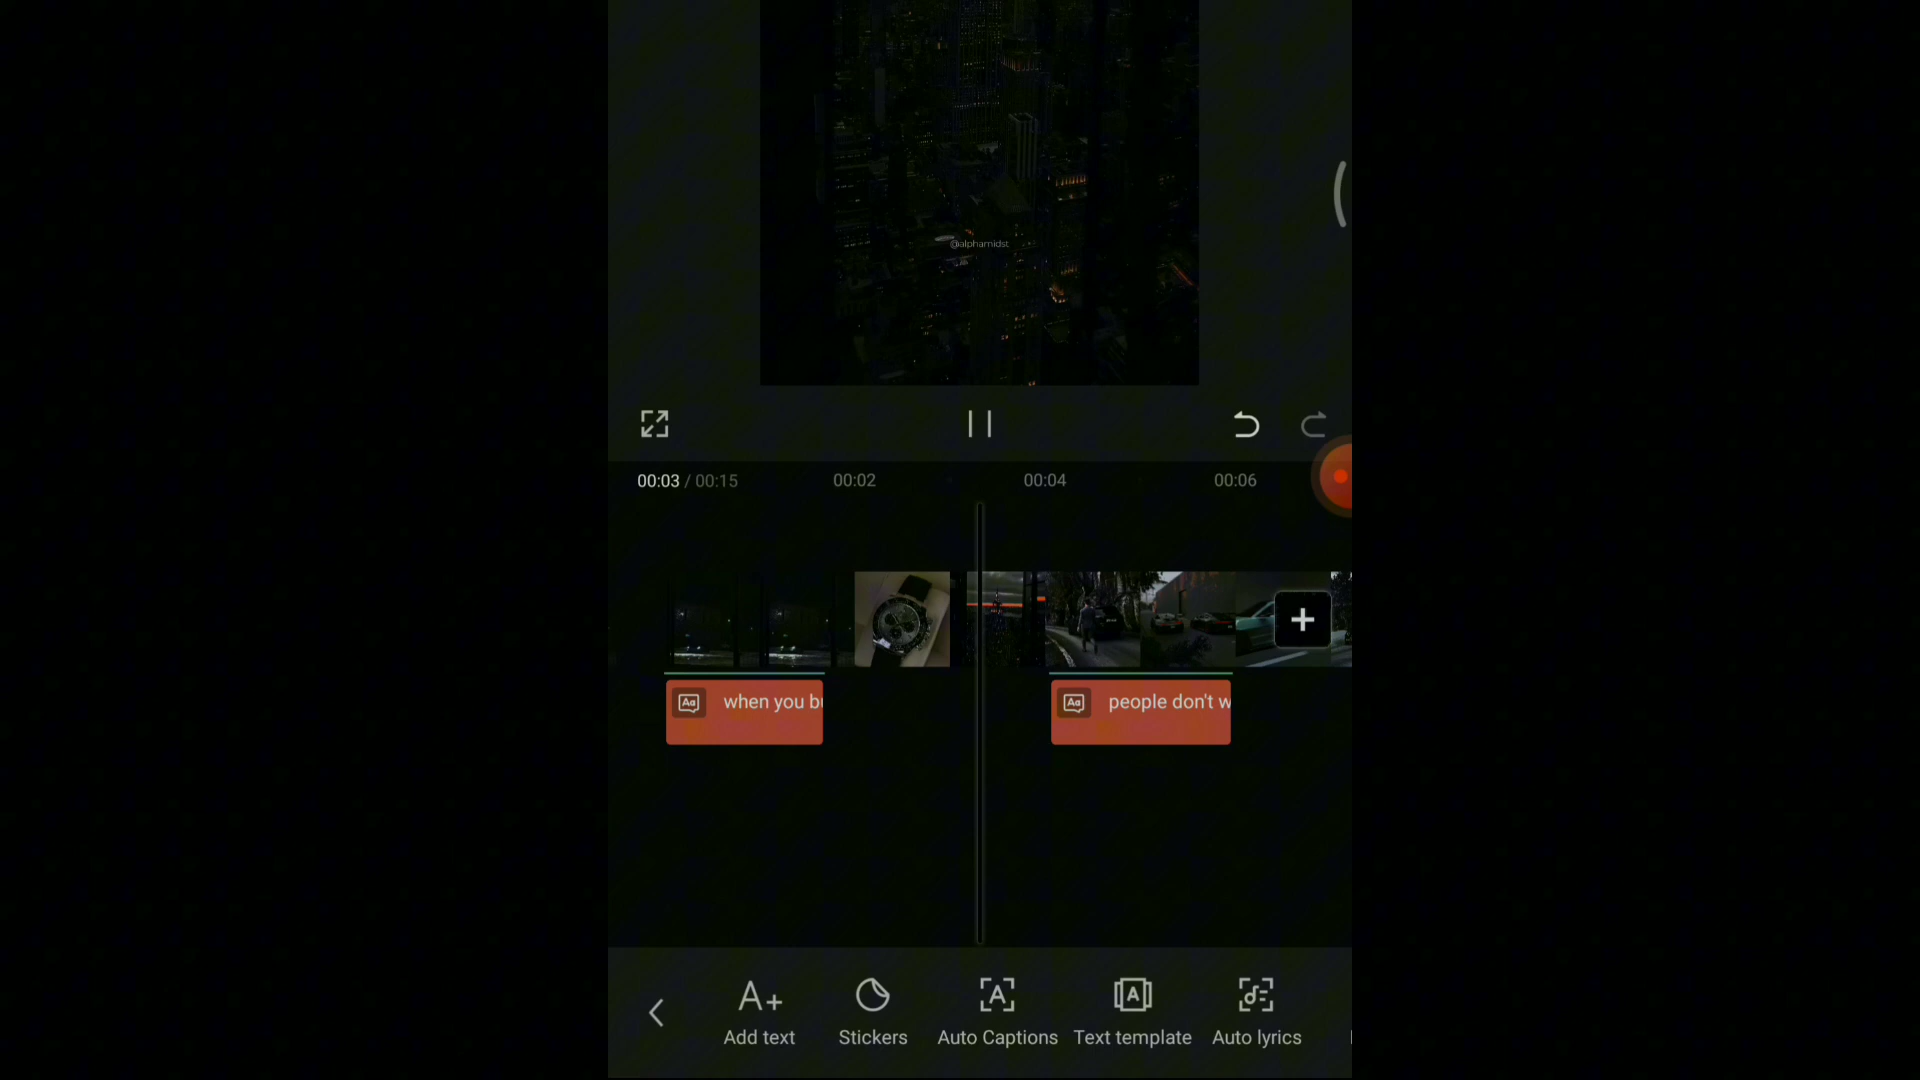 @alphamidst
00:03 / 00:15
00:02
00:04
00:06
when you b
people don't w
Add text
Stickers
Auto Captions
Text template
Auto lyrics